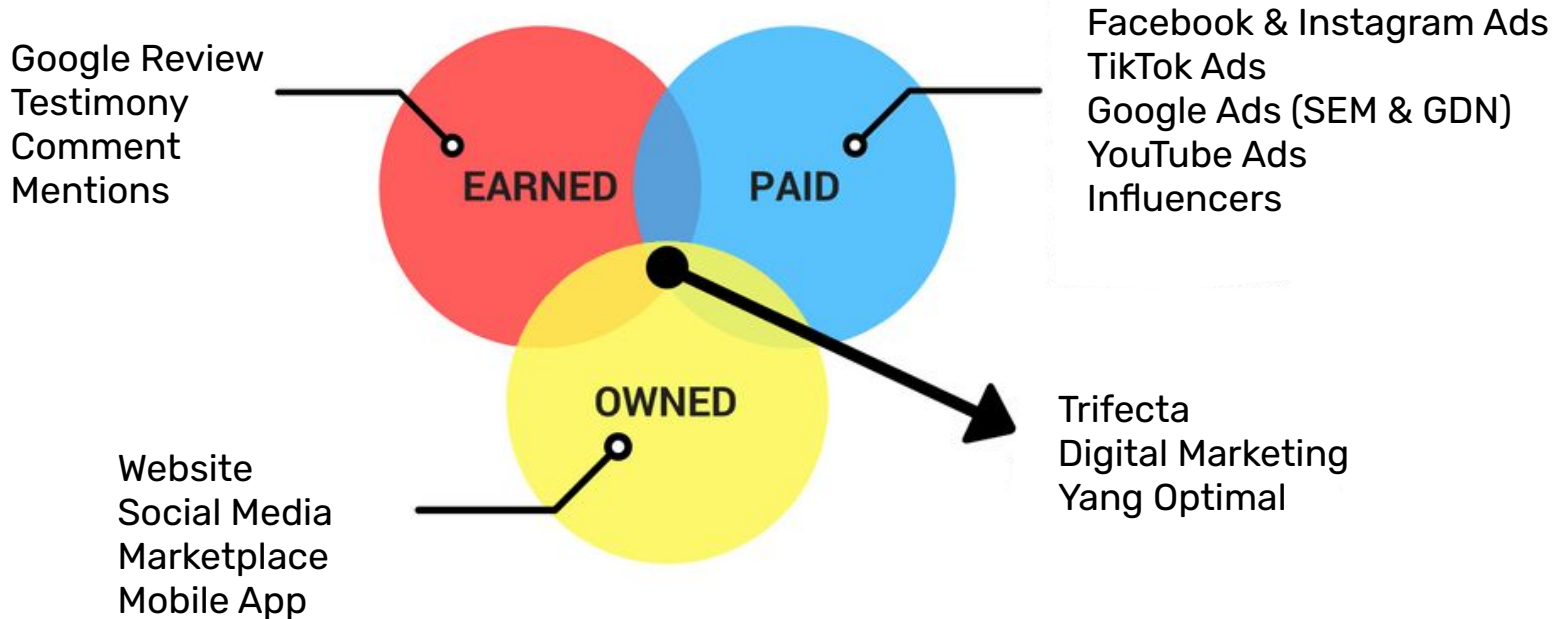 Google Review
Testimony
Comment
Mentions
EARNED
PAID
Facebook & Instagram Ads
TikTok Ads
Google Ads (SEM & GDN)
YouTube Ads
Influencers
OWNED
Website
Social Media
Marketplace
Mobile App
Trifecta
Digital Marketing
Yang Optimal